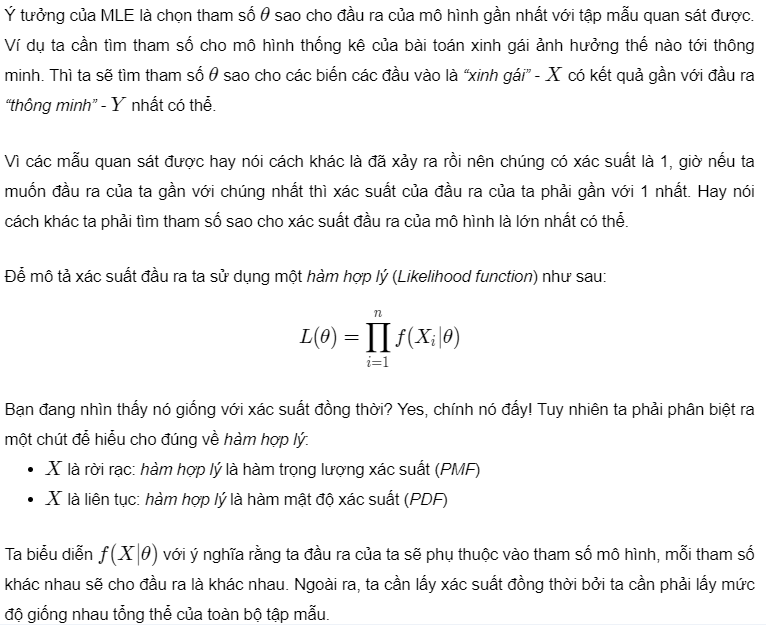 Ý tưởng của MLE là chọn tham số θ sao cho đầu ra của mô hình gần nhất với tập mẫu quan sát được.
Ví dụ ta cần tìm tham số cho mô hình thống kê của bài toán xinh gái ảnh hưởng thế nào tới thông
minh. Thì ta sẽ tìm tham số θ sao cho các biến các đầu vào là “xinh gái” - X có kết quả gần với đầu ra
“thông minh” - Y nhất có thể.
Vì các mẫu quan sát được hay nói cách khác là đã xảy ra rồi nên chúng có xác suất là 1, giờ nếu ta
muốn đầu ra của ta gần với chúng nhất thì xác suất của đầu ra của ta phải gần với 1 nhất. Hay nói
cách khác ta phải tìm tham số sao cho xác suất đầu ra của mô hình là lớn nhất có thể.
Để mô tả xác suất đầu ra ta sử dụng một hàm hợp lý (Likelihood function) như sau:
L(θ) = ∏_{i=1}^{n} f(X_i|θ)
Bạn đang nhìn thấy nó giống với xác suất đồng thời? Yes, chính nó đấy! Tuy nhiên ta phải phân biệt ra
một chút để hiểu cho đúng về hàm hợp lý:
• X là rời rạc: hàm hợp lý là hàm trọng lượng xác suất (PMF)
• X là liên tục: hàm hợp lý là hàm mật độ xác suất (PDF)
Ta biểu diễn f(X|θ) với ý nghĩa rằng ta đầu ra của ta sẽ phụ thuộc vào tham số mô hình, mỗi tham số
khác nhau sẽ cho đầu ra là khác nhau. Ngoài ra, ta cần lấy xác suất đồng thời bởi ta cần phải lấy mức
độ giống nhau tổng thể của toàn bộ tập mẫu.